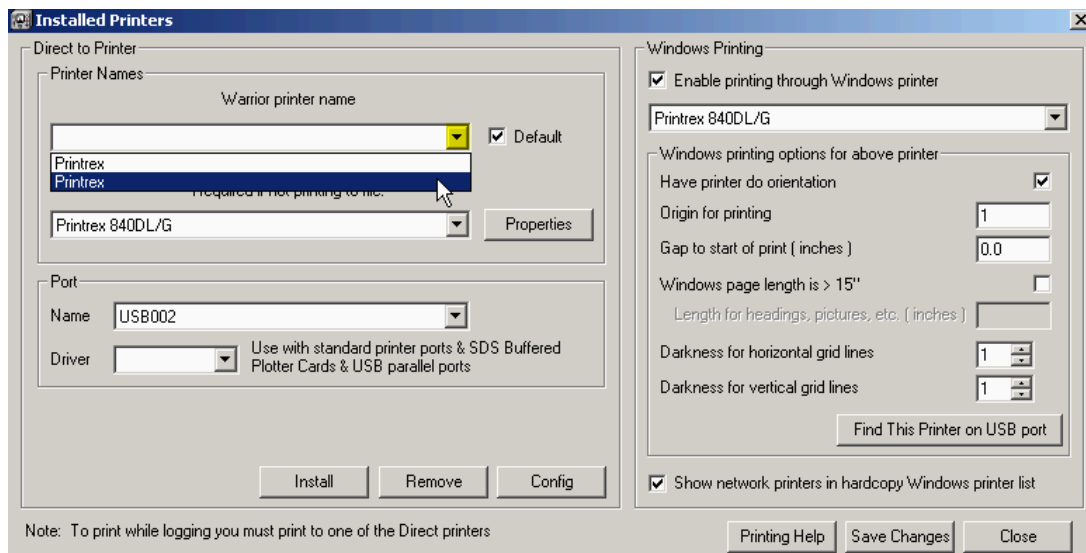 Installed Printers
Direct to Printer
Printer Names
Warrior printer name
Default
Printrex
Printrex
Required if not printing to file.
Printrex 840DL/G
Properties
Port
Name
USB002
Driver
Use with standard printer ports & SDS Buffered
Plotter Cards & USB parallel ports
Install
Remove
Config
Note: To print while logging you must print to one of the Direct printers
Windows Printing
Enable printing through Windows printer
Printrex 840DL/G
Windows printing options for above printer
Have printer do orientation
Origin for printing
1
Gap to start of print ( inches )
0.0
Windows page length is > 15"
Length for headings, pictures, etc. ( inches )
Darkness for horizontal grid lines
1
Darkness for vertical grid lines
1
Find This Printer on USB port
Show network printers in hardcopy Windows printer list
Printing Help
Save Changes
Close